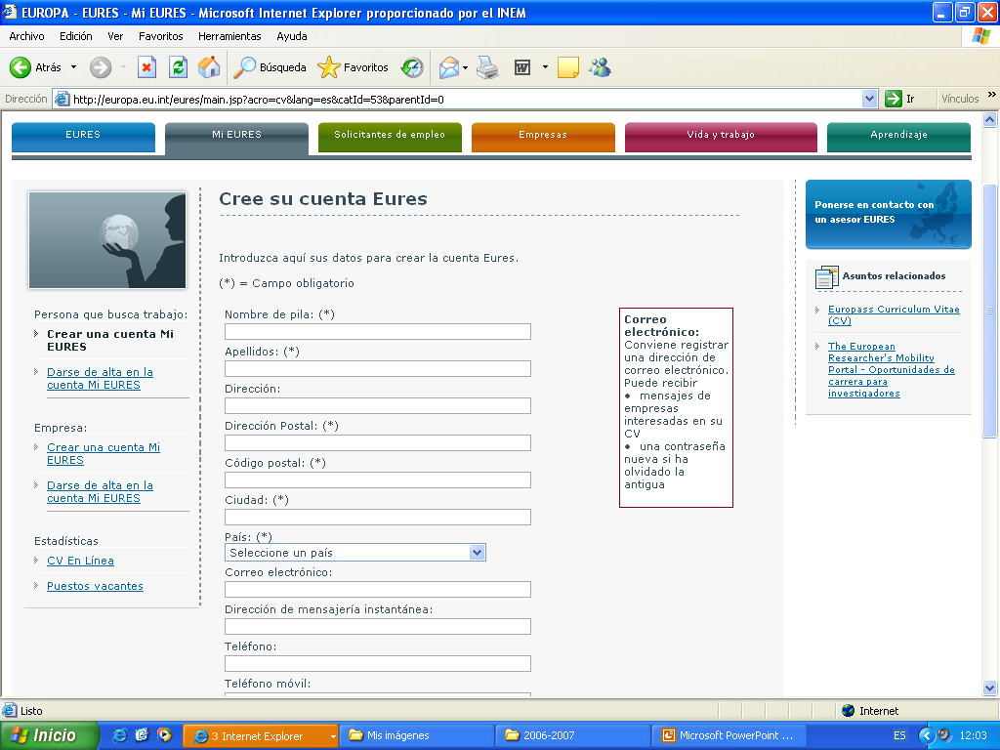 EUROPA - EURES - Mi EURES - Microsoft Internet Explorer proporcionado por el INEM
Archivo Edición Ver Favoritos Herramientas Ayuda
Atrás Búsqueda Favoritos
Dirección http://europa.eu.int/eures/main.jsp?acro=cv&lang=es&catId=53&parentId=0 Ir Vínculos »
EURES Mi EURES Solicitantes de empleo Empresas Vida y trabajo Aprendizaje
Persona que busca trabajo:
Crear una cuenta Mi
EURES
Darse de alta en la
cuenta Mi EURES
Empresa:
Crear una cuenta Mi
EURES
Darse de alta en la
cuenta Mi EURES
Estadísticas
CV En Línea
Puestos vacantes
Cree su cuenta Eures
Introduzca aquí sus datos para crear la cuenta Eures.
(*) = Campo obligatorio
Nombre de pila: (*)
Apellidos: (*)
Dirección:
Dirección Postal: (*)
Código postal: (*)
Ciudad: (*)
País: (*)
Seleccione un país
Correo electrónico:
Dirección de mensajería instantánea:
Teléfono:
Teléfono móvil:
Correo
electrónico:
Conviene registrar
una dirección de
correo electrónico.
Puede recibir
● mensajes de
empresas
interesadas en su
CV
● una contraseña
nueva si ha
olvidado la
antigua
Ponerse en contacto con
un asesor EURES
Asuntos relacionados
Europass Curriculum Vitae
(CV)
The European
Researcher's Mobility
Portal - Oportunidades de
carrera para
investigadores
Listo Internet
Inicio 3 Internet Explorer Mis imágenes 2006-2007 Microsoft PowerPoint ... ES 12:03